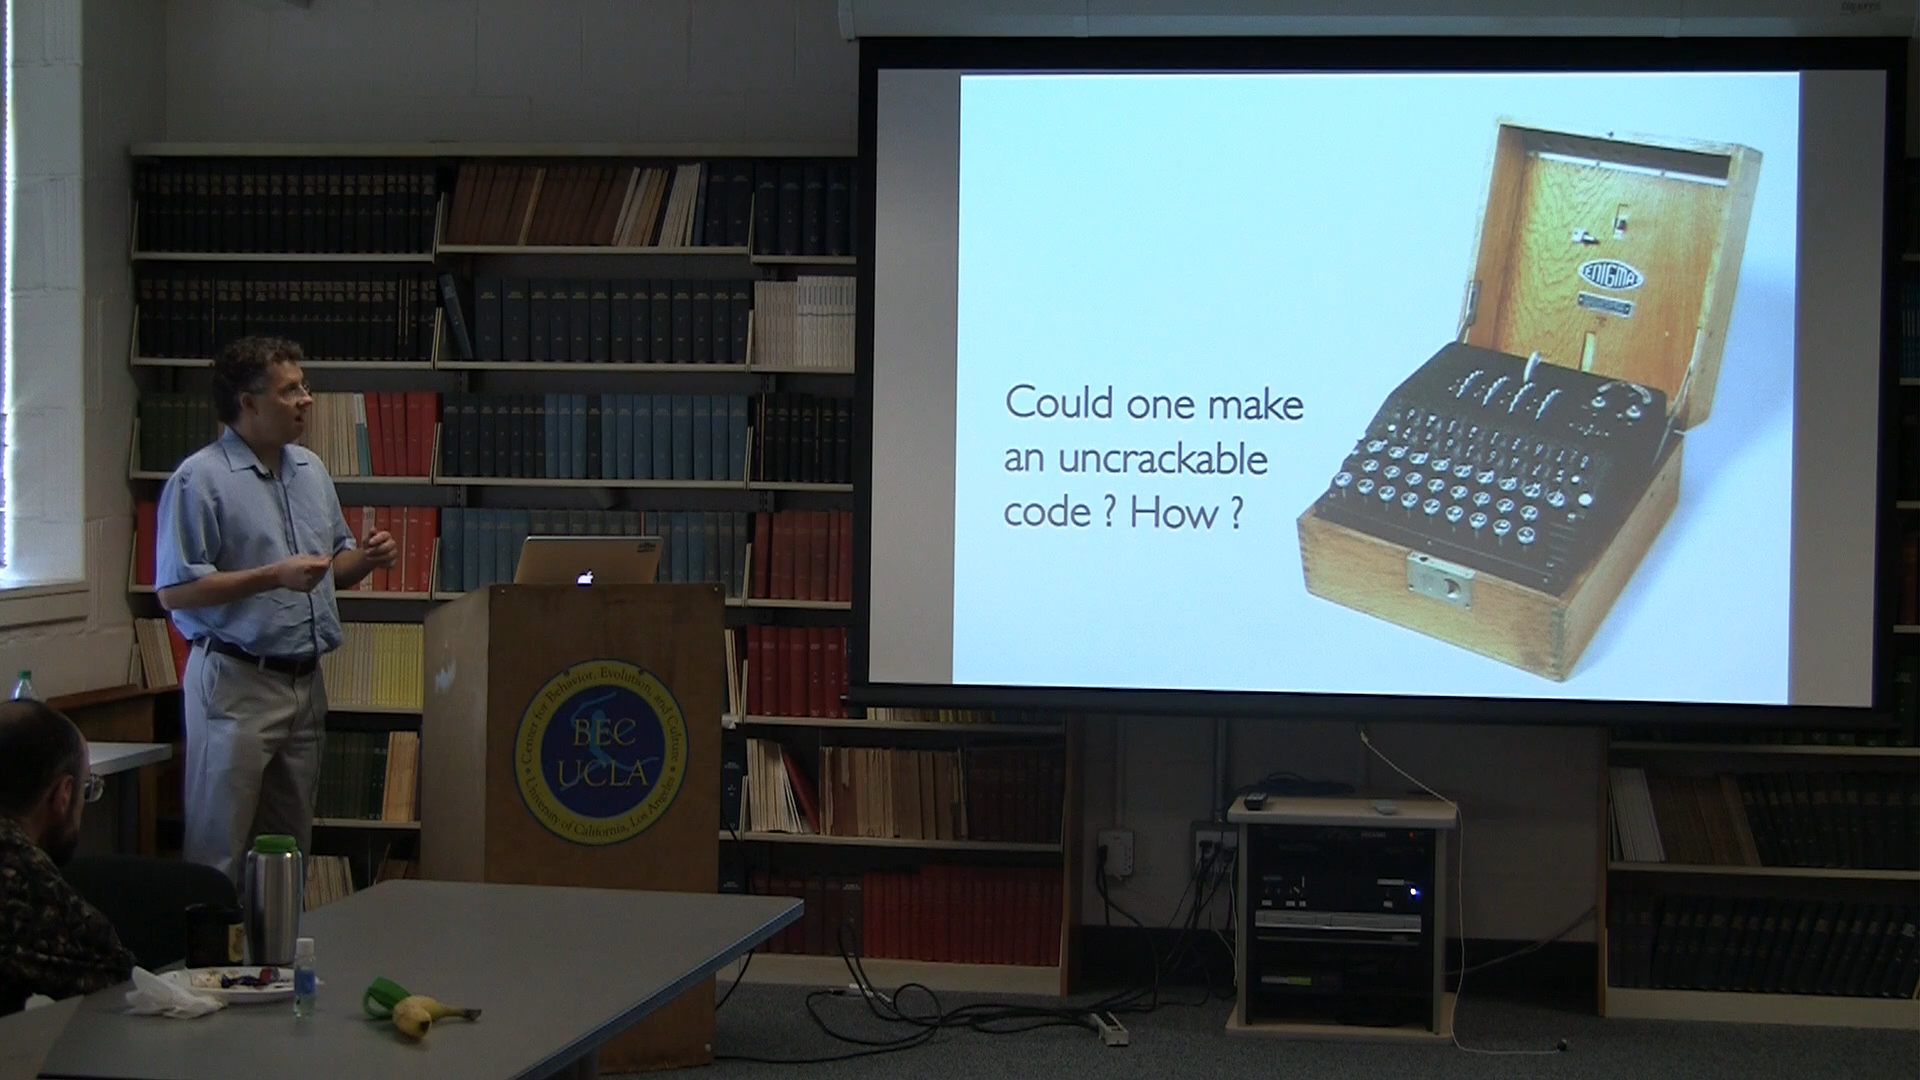 Could one make
an uncrackable
code ? How ?
ENIGMA
Center for Behavior, Evolution, and Culture
BEC
UCLA
University of California, Los Angeles